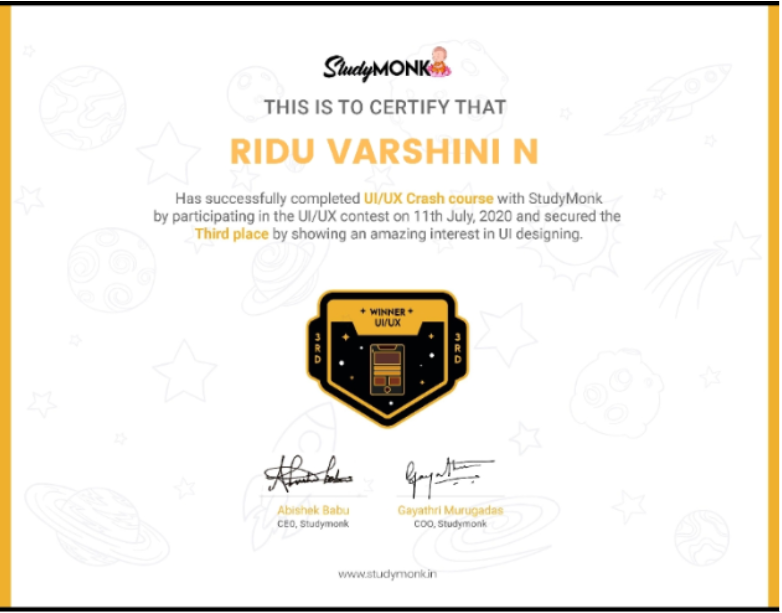 StudyMONK
THIS IS TO CERTIFY THAT
RIDU VARSHINI N
Has successfully completed UI/UX Crash course with StudyMonk
by participating in the UI/UX contest on 11th July, 2020 and secured the
Third place by showing an amazing interest in UI designing.
WINNER
UI/UX
3RD
3RD
Abishek Babu
Gayathri
Abishek Babu
Gayathri Murugadas
CEO, Studymonk
COO, Studymonk
www.studymonk.in